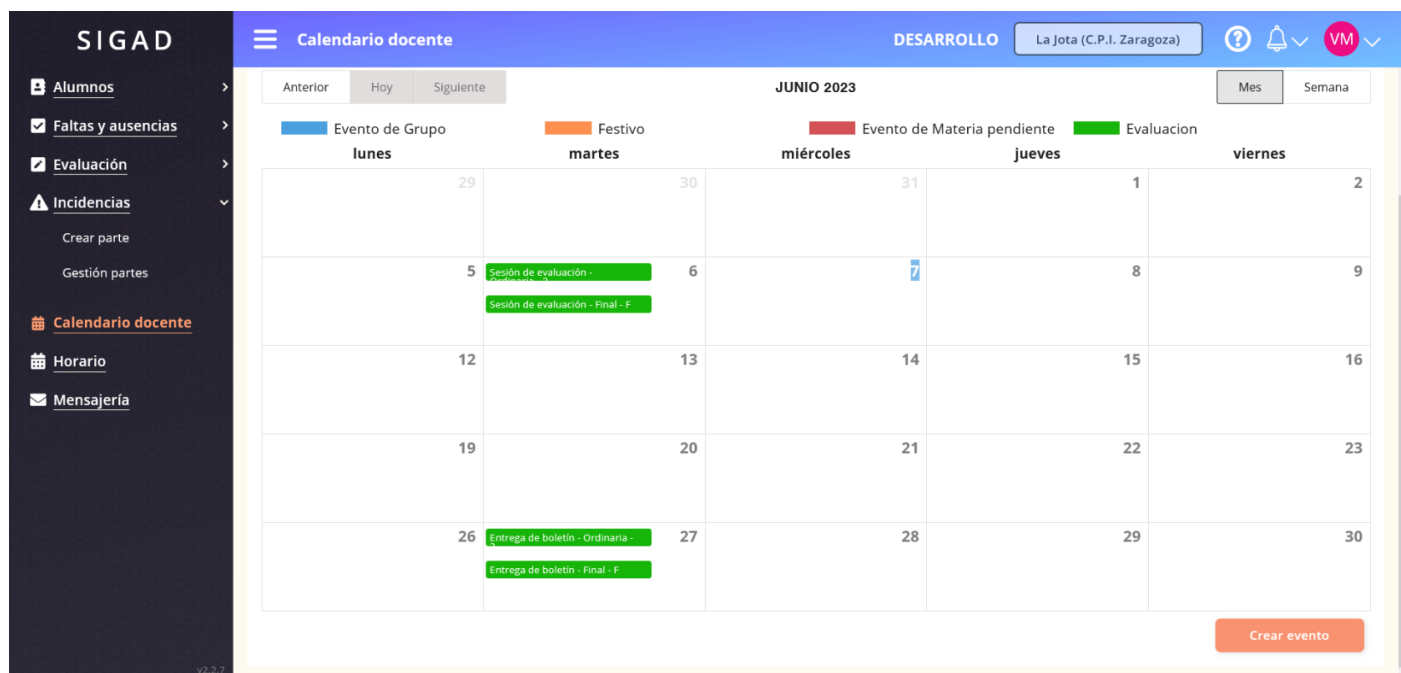 SIGAD
Calendario docente
DESARROLLO
La Jota (C.P.I. Zaragoza)
VM
Alumnos
Faltas y ausencias
Evaluación
Incidencias
Crear parte
Gestión partes
Calendario docente
Horario
Mensajería
v2.2.7
Anterior Hoy Siguiente
JUNIO 2023
Mes Semana
Evento de Grupo Festivo Evento de Materia pendiente Evaluacion
lunes martes miércoles jueves viernes
29 30 31 1 2
5 6 7 8 9
Sesión de evaluación -
Ordinaria - 3
Sesión de evaluación - Final - F
12 13 14 15 16
19 20 21 22 23
26 27 28 29 30
Entrega de boletín - Ordinaria -
Entrega de boletín - Final - F
Crear evento